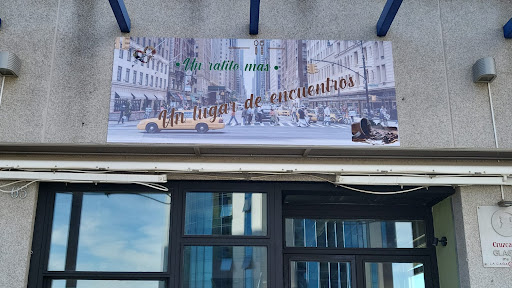 • Un ratito mas •
Un lugar de encuentros